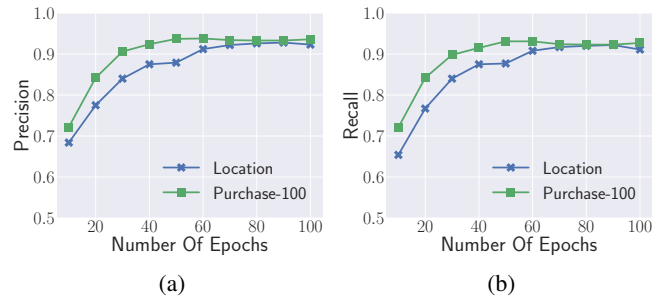 1.0
0.9
0.8
0.7
0.6
0.5
Precision
20 40 60 80 100
Number Of Epochs
Location
Purchase-100
(a)
1.0
0.9
0.8
0.7
0.6
0.5
Recall
20 40 60 80 100
Number Of Epochs
Location
Purchase-100
(b)